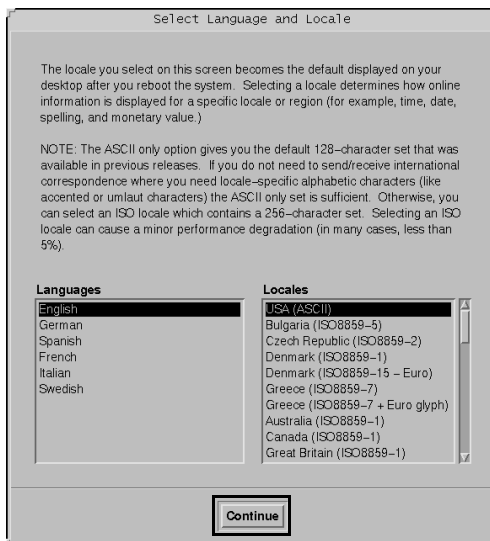 Select Language and Locale
The locale you select on this screen becomes the default displayed on your
desktop after you reboot the system. Selecting a locale determines how online
information is displayed for a specific locale or region (for example, time, date,
spelling, and monetary value.)
NOTE: The ASCII only option gives you the default 128-character set that was
available in previous releases. If you do not need to send/receive international
correspondence where you need locale-specific alphabetic characters (like
accented or umlaut characters) the ASCII only set is sufficient. Otherwise, you
can select an ISO locale which contains a 256-character set. Selecting an ISO
locale can cause a minor performance degradation (in many cases, less than
5%).
Languages
English
German
Spanish
French
Italian
Swedish
Locales
USA (ASCII)
Bulgaria (ISO8859-5)
Czech Republic (ISO8859-2)
Denmark (ISO8859-1)
Denmark (ISO8859-15 - Euro)
Greece (ISO8859-7)
Greece (ISO8859-7 + Euro glyph)
Australia (ISO8859-1)
Canada (ISO8859-1)
Great Britain (ISO8859-1)
Continue